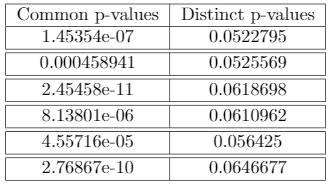 Common p-values Distinct p-values
1.45354e-07 0.0522795
0.000458941 0.0525569
2.45458e-11 0.0618698
8.13801e-06 0.0610962
4.55716e-05 0.056425
2.76867e-10 0.0646677